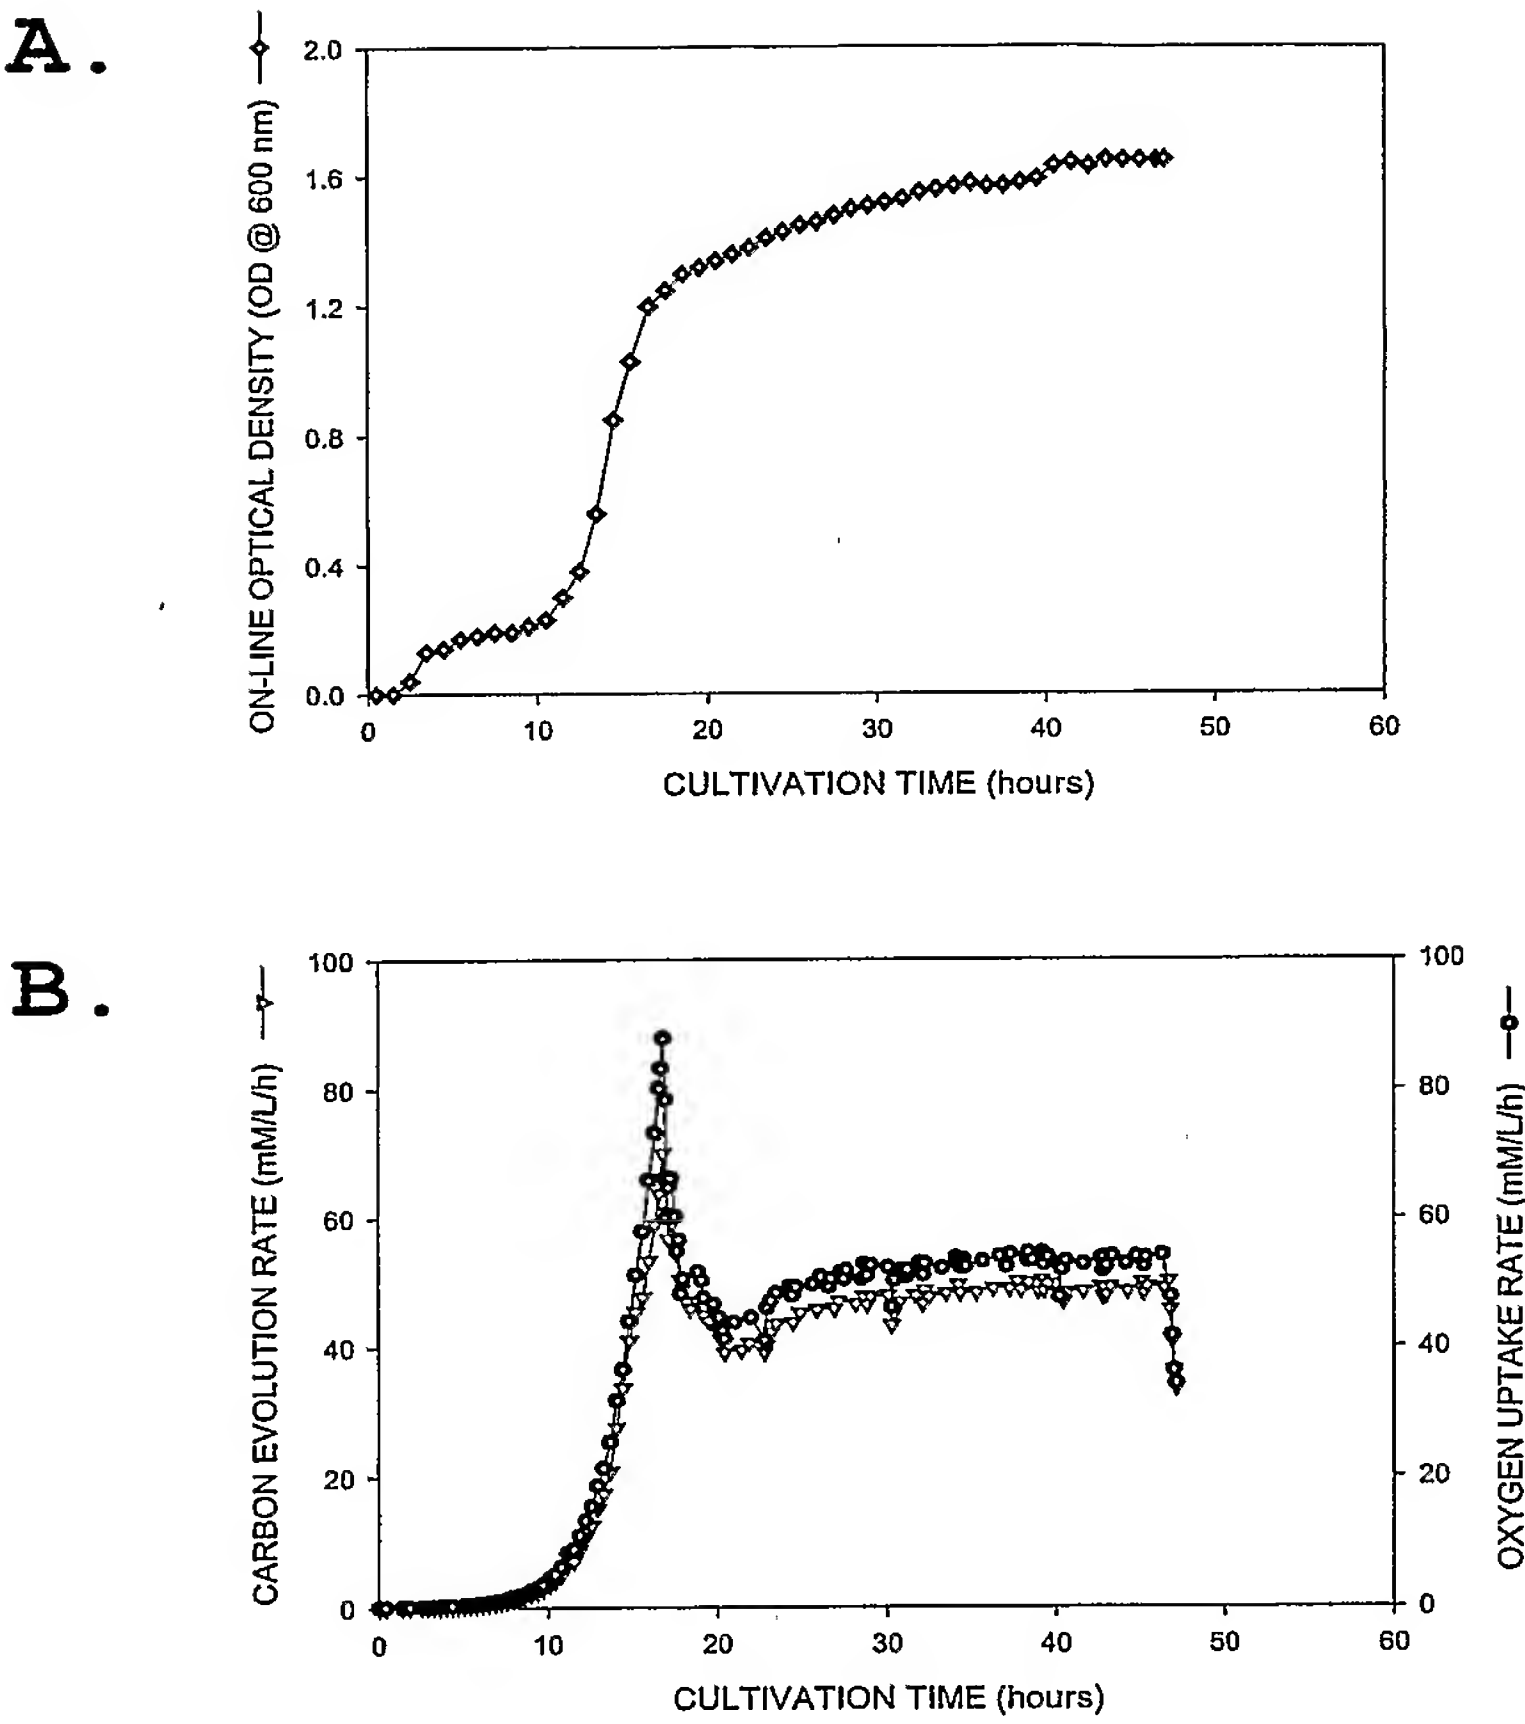 A.
ON-LINE OPTICAL DENSITY (OD @ 600 nm)
2.0
1.6
1.2
0.8
0.4
0.0
0 10 20 30 40 50 60
CULTIVATION TIME (hours)
B.
CARBON EVOLUTION RATE (mM/L/h)
100
80
60
40
20
0
100
80
60
40
20
0
OXYGEN UPTAKE RATE (mM/L/h)
0 10 20 30 40 50 60
CULTIVATION TIME (hours)